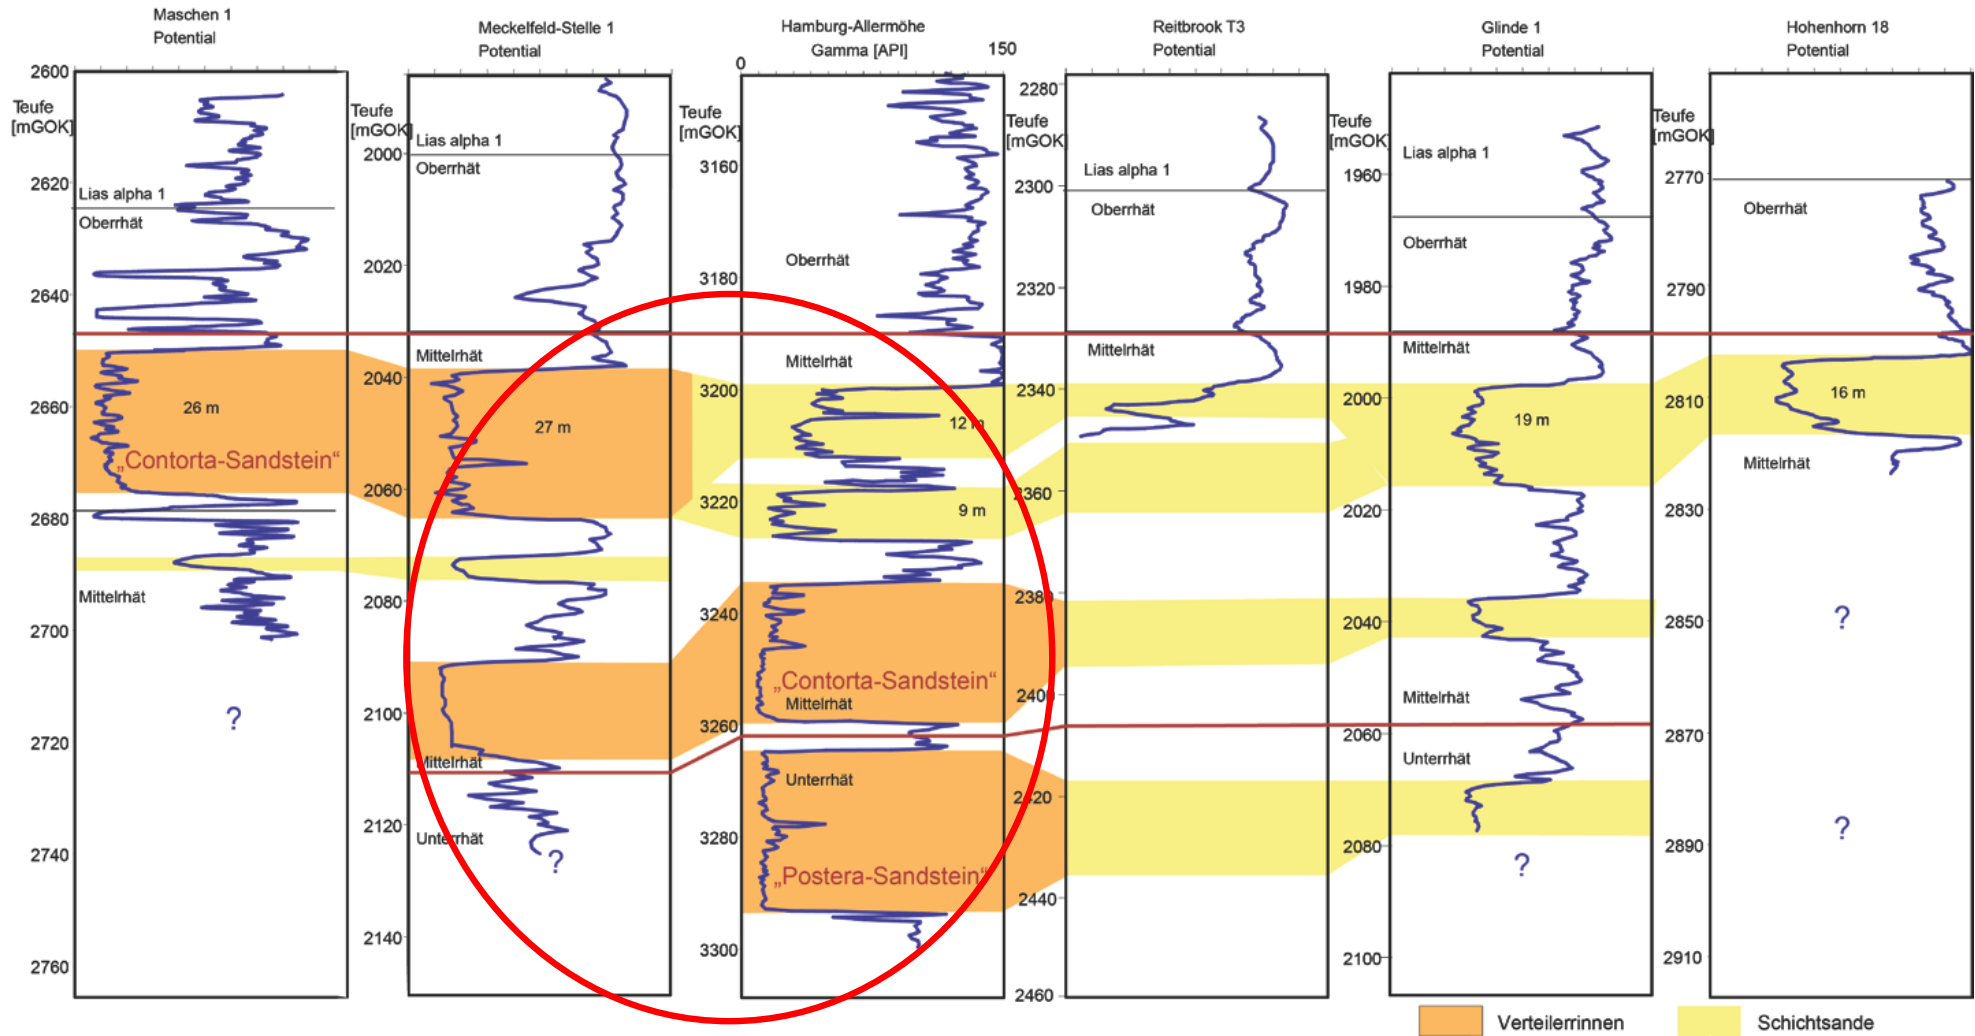 Maschen 1
Potential
Meckelfeld-Stelle 1
Potential
Hamburg-Allermöhe
Gamma [API]
0
150
Reitbrook T3
Potential
Glinde 1
Potential
Hohenhorn 18
Potential
Teufe
[mGOK]
2600
2620
2640
2660
2680
2700
2720
2740
2760
Lias alpha 1
Oberrhät
26 m
„Contorta-Sandstein“
Mittelrhät
?
Teufe
[mGOK]
2000
2020
2040
2060
2080
2100
2120
2140
Lias alpha 1
Oberrhät
Mittelrhät
27 m
Mittelrhät
Unterrhät
?
Teufe
[mGOK]
3160
3180
3200
3220
3240
3260
3280
3300
Oberrhät
Mittelrhät
12 m
9 m
„Contorta-Sandstein“
Mittelrhät
Unterrhät
„Postera-Sandstein“
Teufe
[mGOK]
2280
2300
2320
2340
2360
2380
2400
2420
2440
2460
Lias alpha 1
Oberrhät
Mittelrhät
Teufe
[mGOK]
1960
1980
2000
2020
2040
2060
2080
2100
Lias alpha 1
Oberrhät
Mittelrhät
19 m
Mittelrhät
Unterrhät
?
Teufe
[mGOK]
2770
2790
2810
2830
2850
2870
2890
2910
Oberrhät
16 m
Mittelrhät
?
?
Verteilerrinnen
Schichtsande